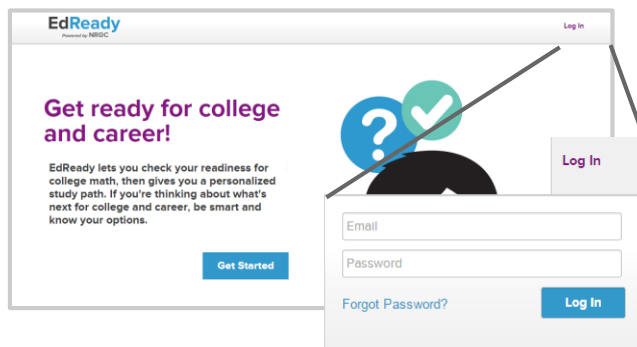 EdReady
Powered by NROC
Log In
Get ready for college
and career!
EdReady lets you check your readiness for
college math, then gives you a personalized
study path. If you're thinking about what's
next for college and career, be smart and
know your options.
Get Started
?
Log In
Email
Password
Forgot Password?
Log In